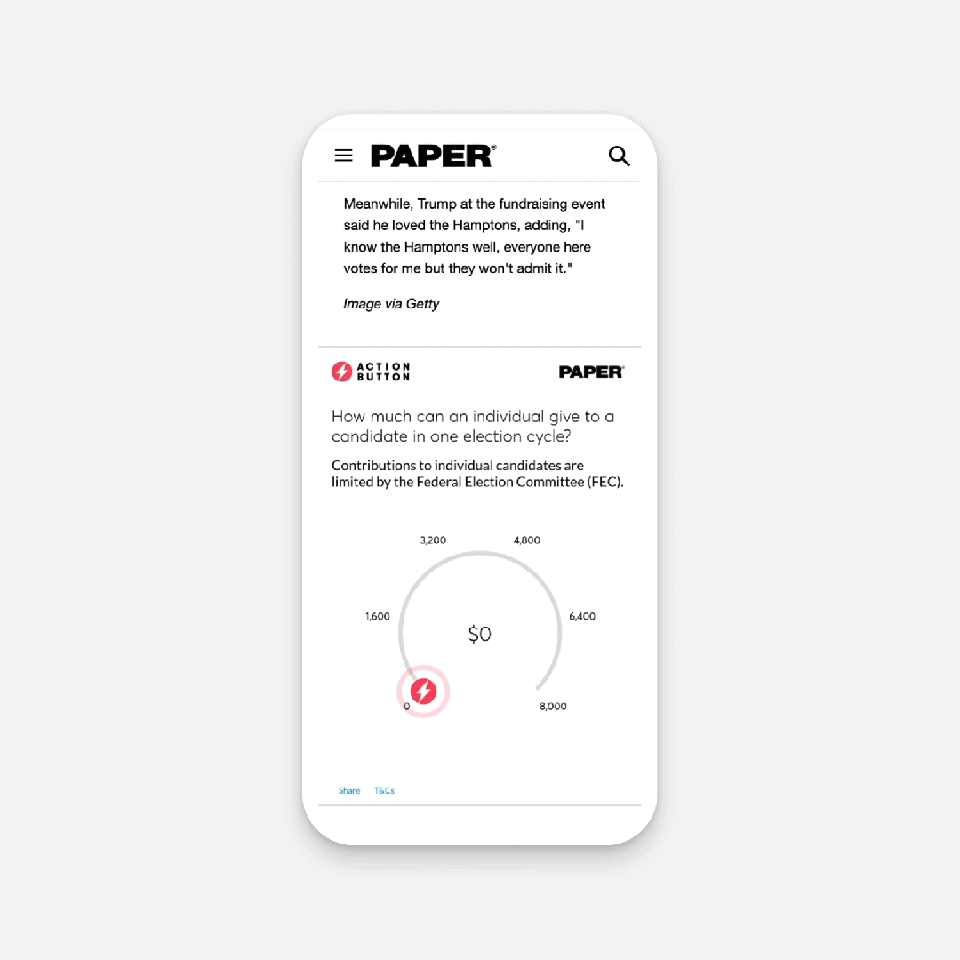 PAPER®
Meanwhile, Trump at the fundraising event
said he loved the Hamptons, adding, "I
know the Hamptons well, everyone here
votes for me but they won't admit it."
Image via Getty
ACTION
BUTTON
PAPER
How much can an individual give to a
candidate in one election cycle?
Contributions to individual candidates are
limited by the Federal Election Committee (FEC).
3,200 4,800
1,600 6,400
$0
0 8,000
Share T&Cs